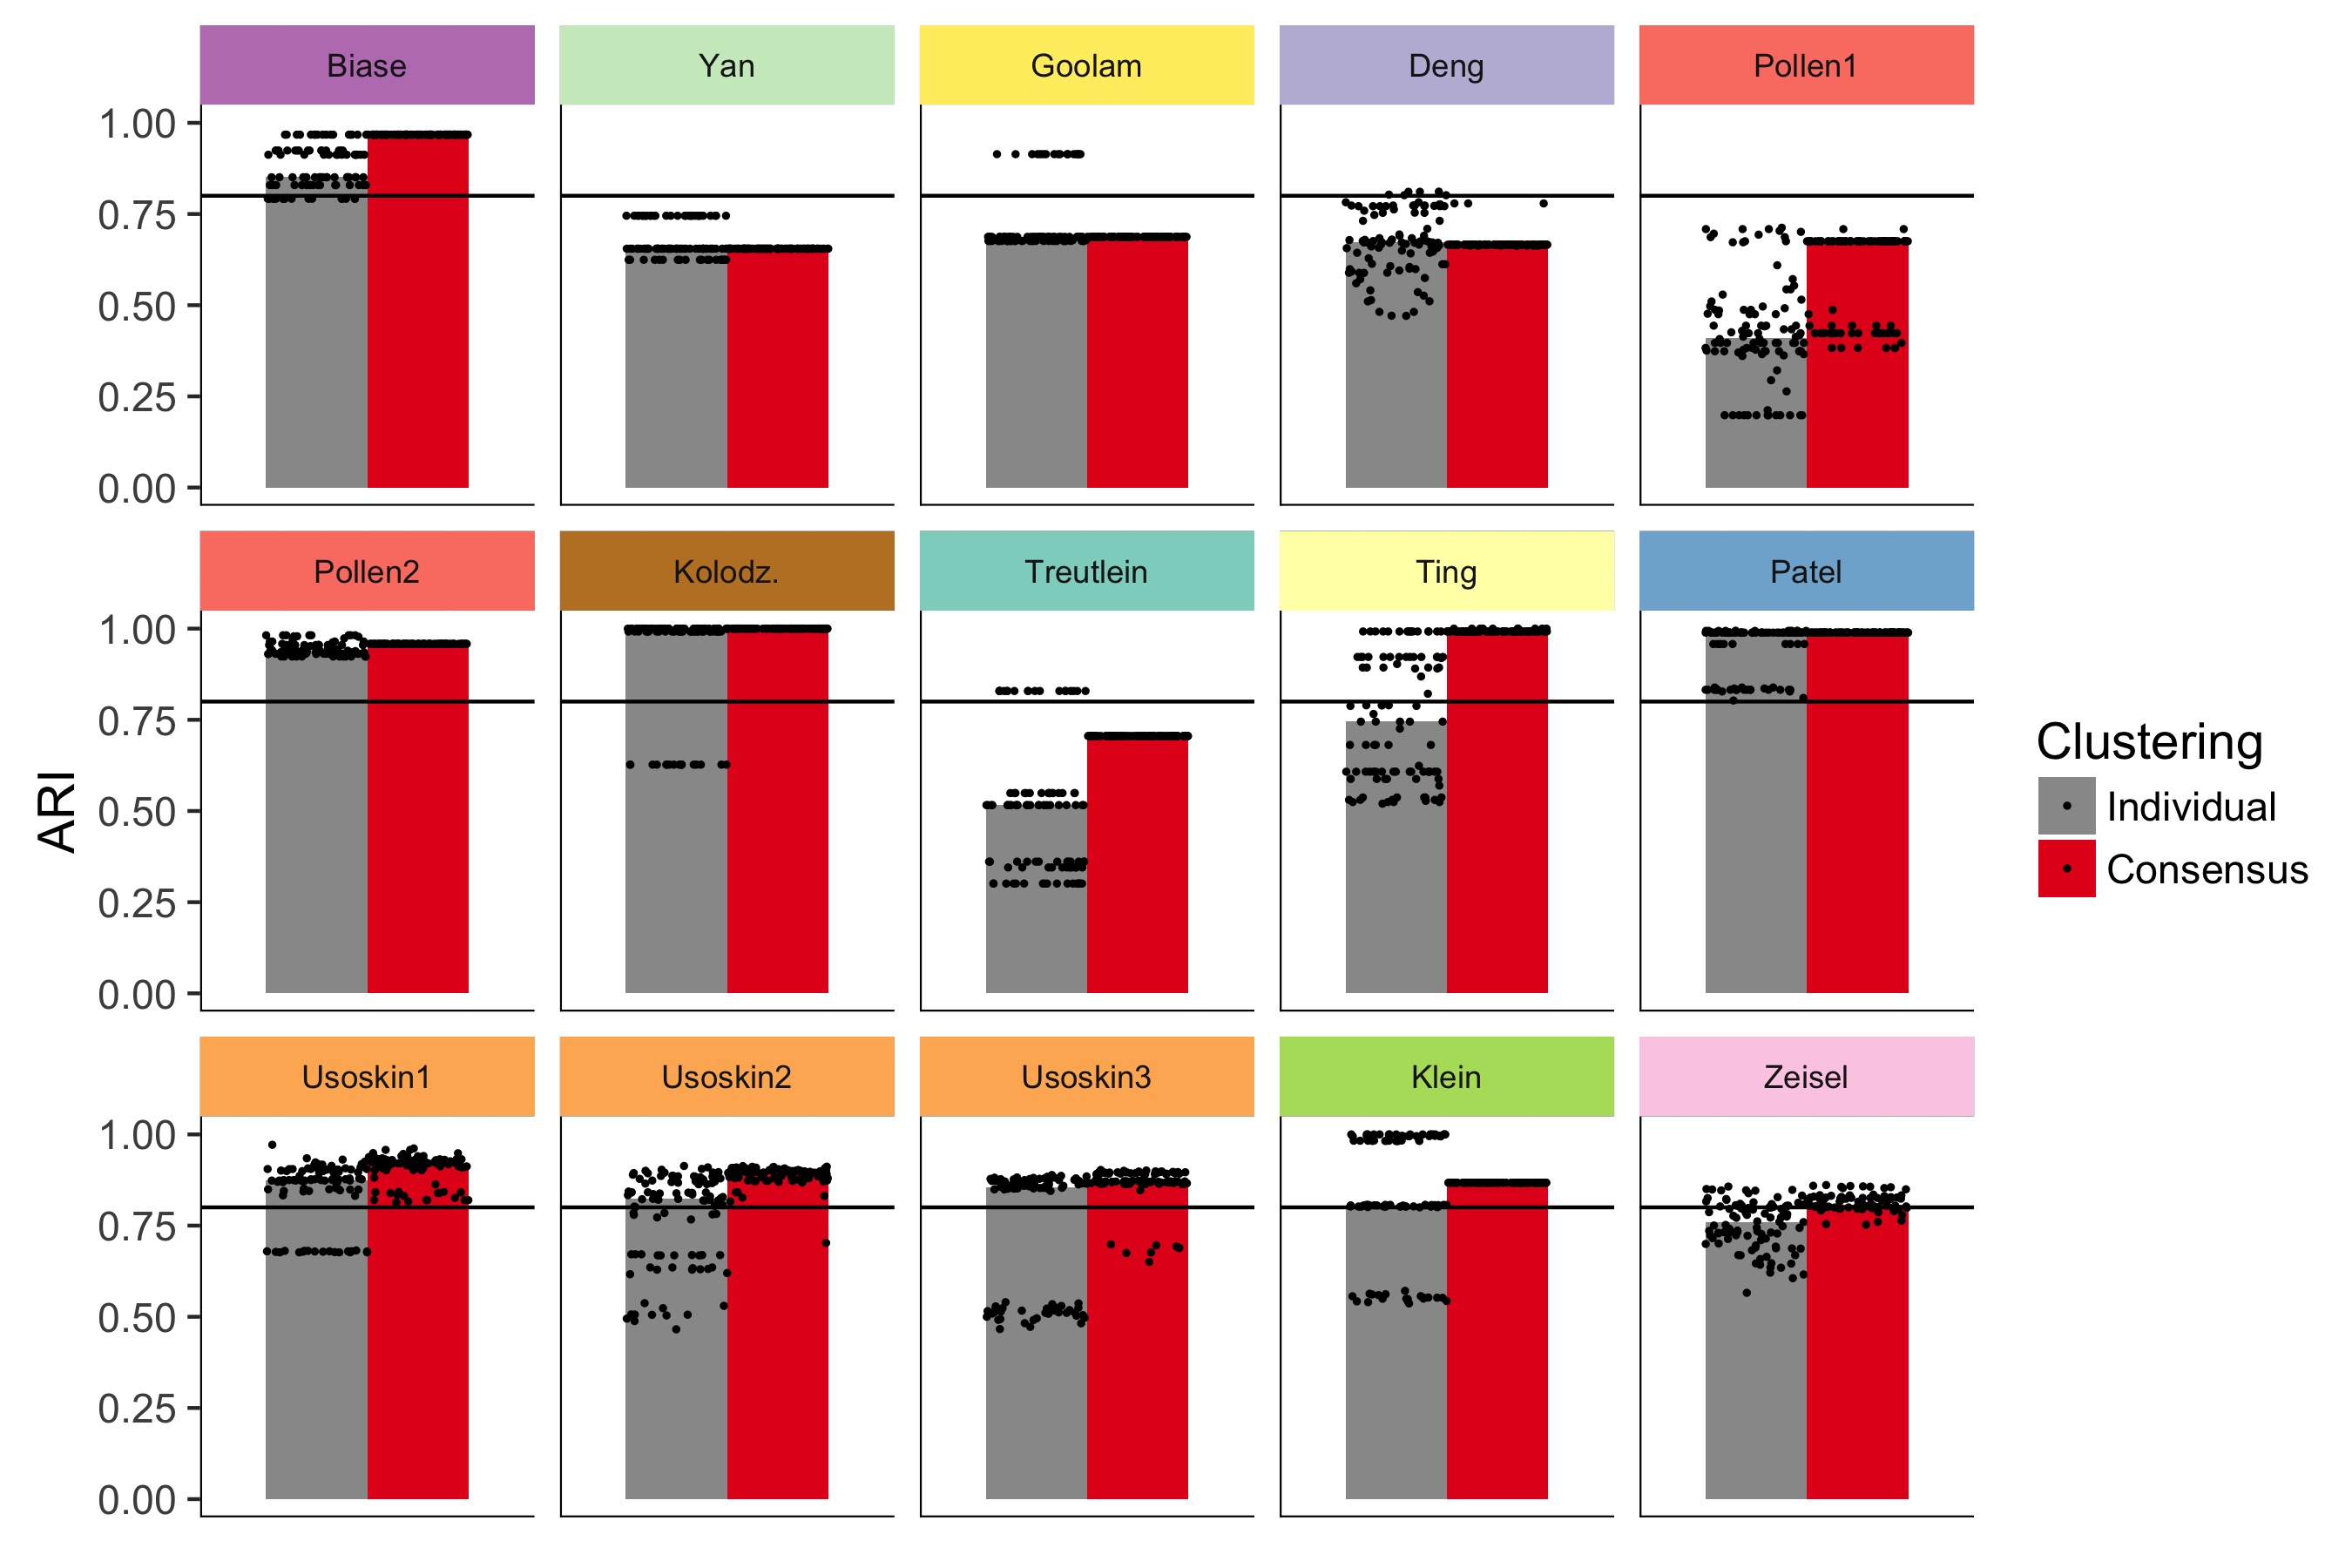 Biase Yan Goolam Deng Pollen1
1.00
0.75
0.50
0.25
0.00
Pollen2 Kolodz. Treutlein Ting Patel
1.00
0.75
0.50
0.25
0.00
Usoskin1 Usoskin2 Usoskin3 Klein Zeisel
1.00
0.75
0.50
0.25
0.00
ARI
Clustering
Individual
Consensus